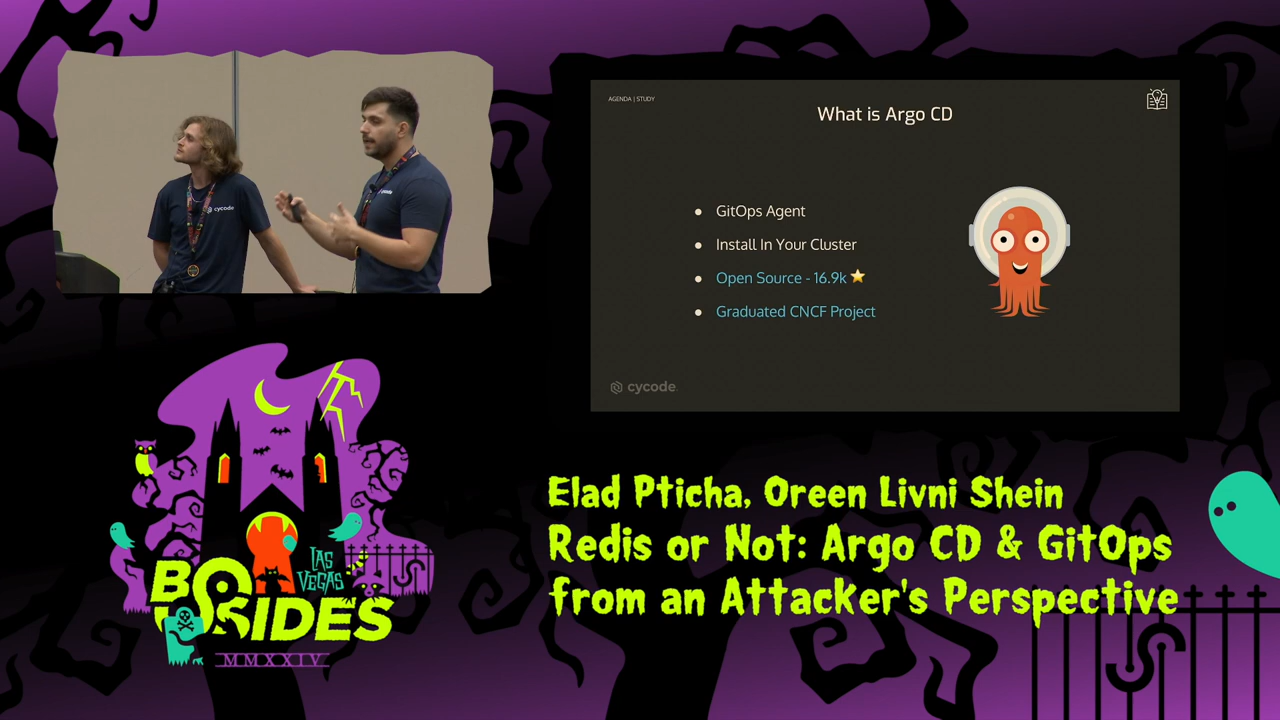 cycode
AGENDA | STUDY
What is Argo CD
GitOps Agent
Install In Your Cluster
Open Source - 16.9k
Graduated CNCF Project
cycode
Elad Pticha, Oreen Livni Shein
Redis or Not: Argo CD & GitOps
from an Attacker's Perspective
LAS
VEGAS
BSIDES
MMXXIV